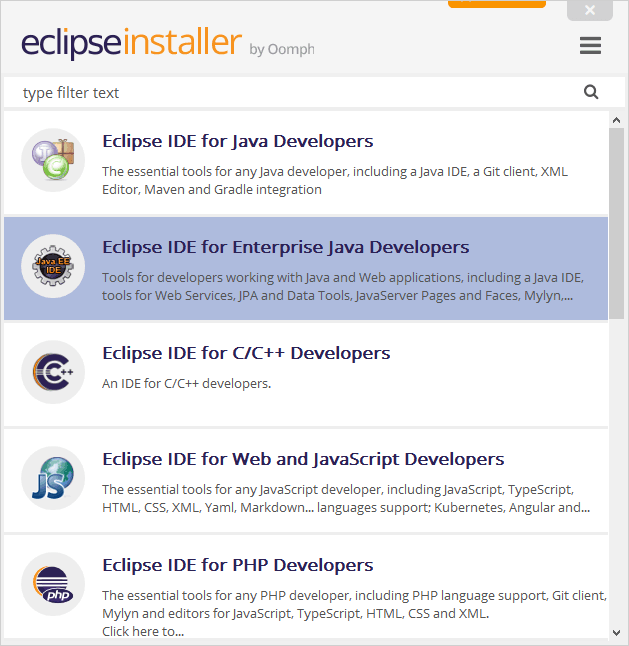 eclipseinstaller by Oomph
type filter text
Eclipse IDE for Java Developers
The essential tools for any Java developer, including a Java IDE, a Git client, XML
Editor, Maven and Gradle integration
Java EE
IDE
Eclipse IDE for Enterprise Java Developers
Tools for developers working with Java and Web applications, including a Java IDE,
tools for Web Services, JPA and Data Tools, JavaServer Pages and Faces, Mylyn,...
C++
Eclipse IDE for C/C++ Developers
An IDE for C/C++ developers.
JS
Eclipse IDE for Web and JavaScript Developers
The essential tools for any JavaScript developer, including JavaScript, TypeScript,
HTML, CSS, XML, Yaml, Markdown... languages support; Kubernetes, Angular and...
php
Eclipse IDE for PHP Developers
The essential tools for any PHP developer, including PHP language support, Git client,
Mylyn and editors for JavaScript, TypeScript, HTML, CSS and XML.
Click here to...